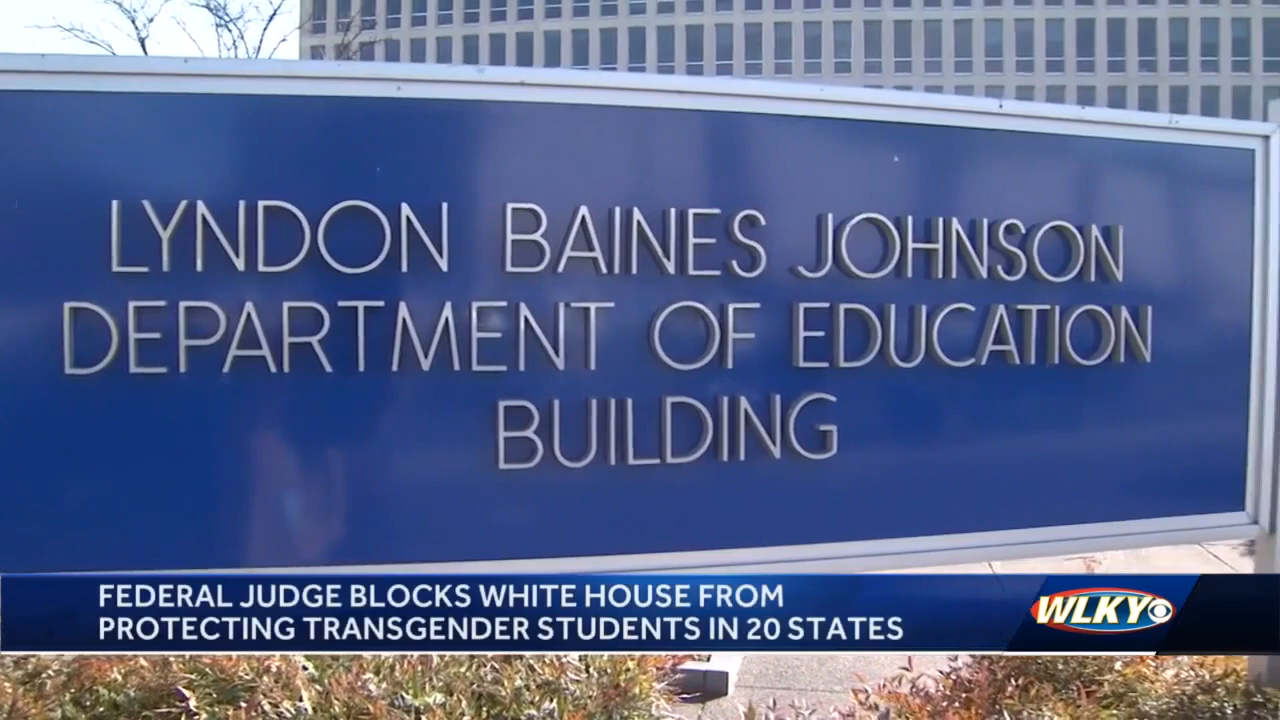 LYNDON BAINES JOHNSON
DEPARTMENT OF EDUCATION
BUILDING
FEDERAL JUDGE BLOCKS WHITE HOUSE FROM
PROTECTING TRANSGENDER STUDENTS IN 20 STATES
WLKY